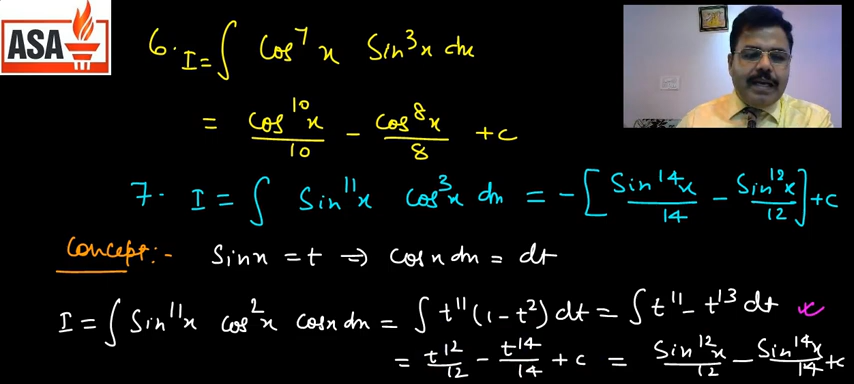 ASA
6. I = ∫ cos⁷x Sin³x dx
= cos¹⁰x/10 − cos⁸x/8 + c
7. I = ∫ Sin¹¹x cos³x dx = −[Sin¹⁴x/14 − Sin¹²x/12] + c
Concept:- Sinx = t ⇒ cosx dx = dt
I = ∫ Sin¹¹x cos²x cosx dx = ∫ t¹¹(1 − t²) dt = ∫ t¹¹ − t¹³ dt
= t¹²/12 − t¹⁴/14 + c = Sin¹²x/12 − Sin¹⁴x/14 + c